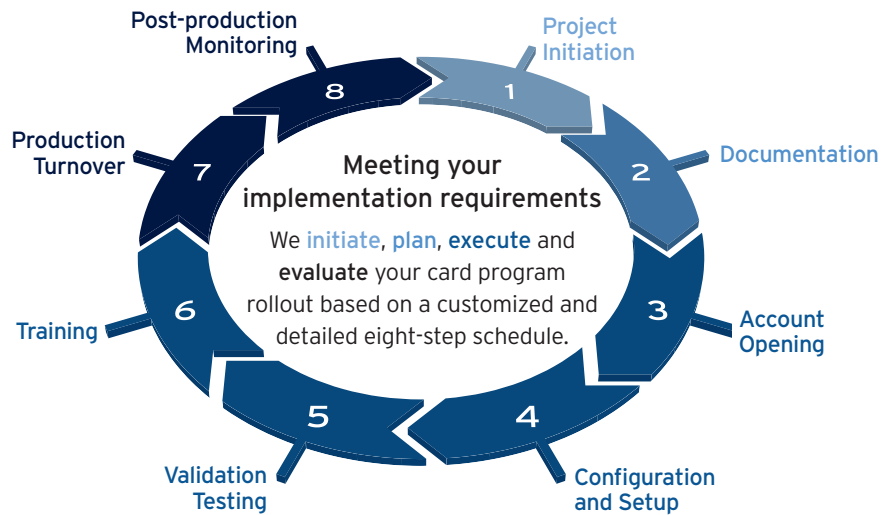 Post-production
Monitoring
8
Project
Initiation
1
Documentation
2
Account
Opening
3
Configuration
and Setup
4
Validation
Testing
5
Training
6
Production
Turnover
7
Meeting your
implementation requirements
We initiate, plan, execute and
evaluate your card program
rollout based on a customized and
detailed eight-step schedule.